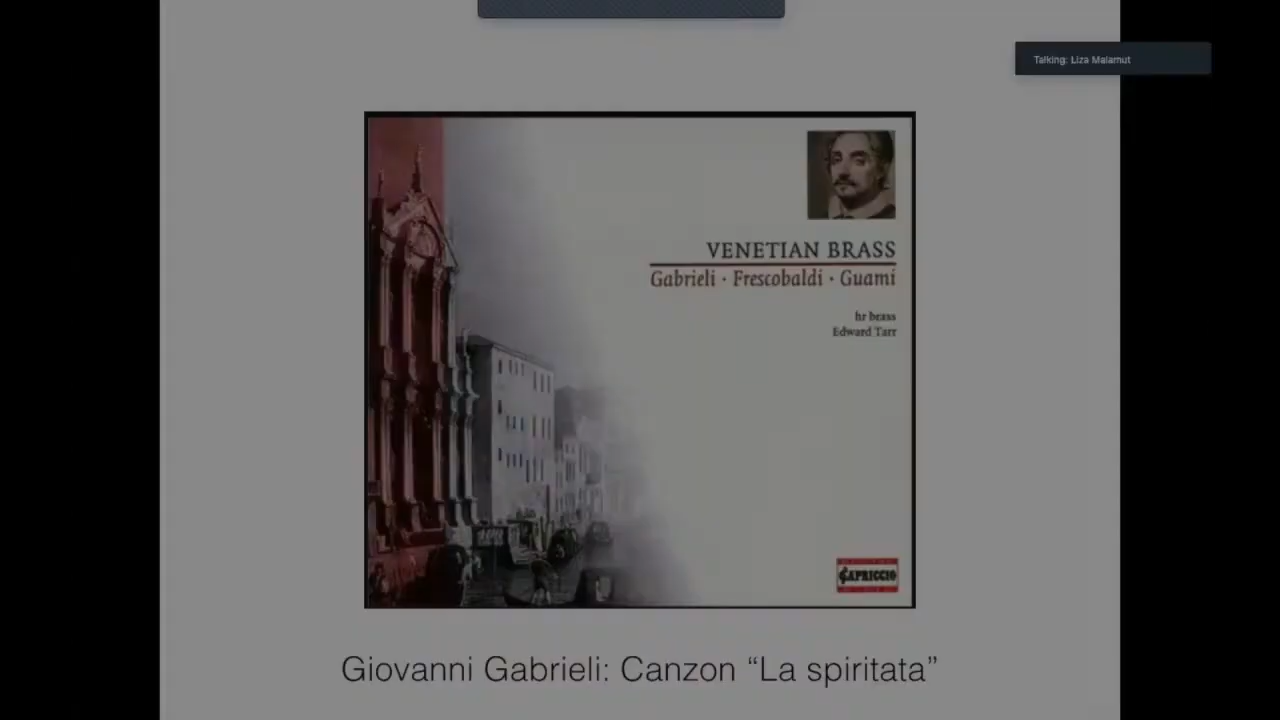 Talking: Liza Malamut
VENETIAN BRASS
Gabrieli · Frescobaldi · Guami
hr brass
Edward Tarr
CAPRICCIO
Giovanni Gabrieli: Canzon “La spiritata”